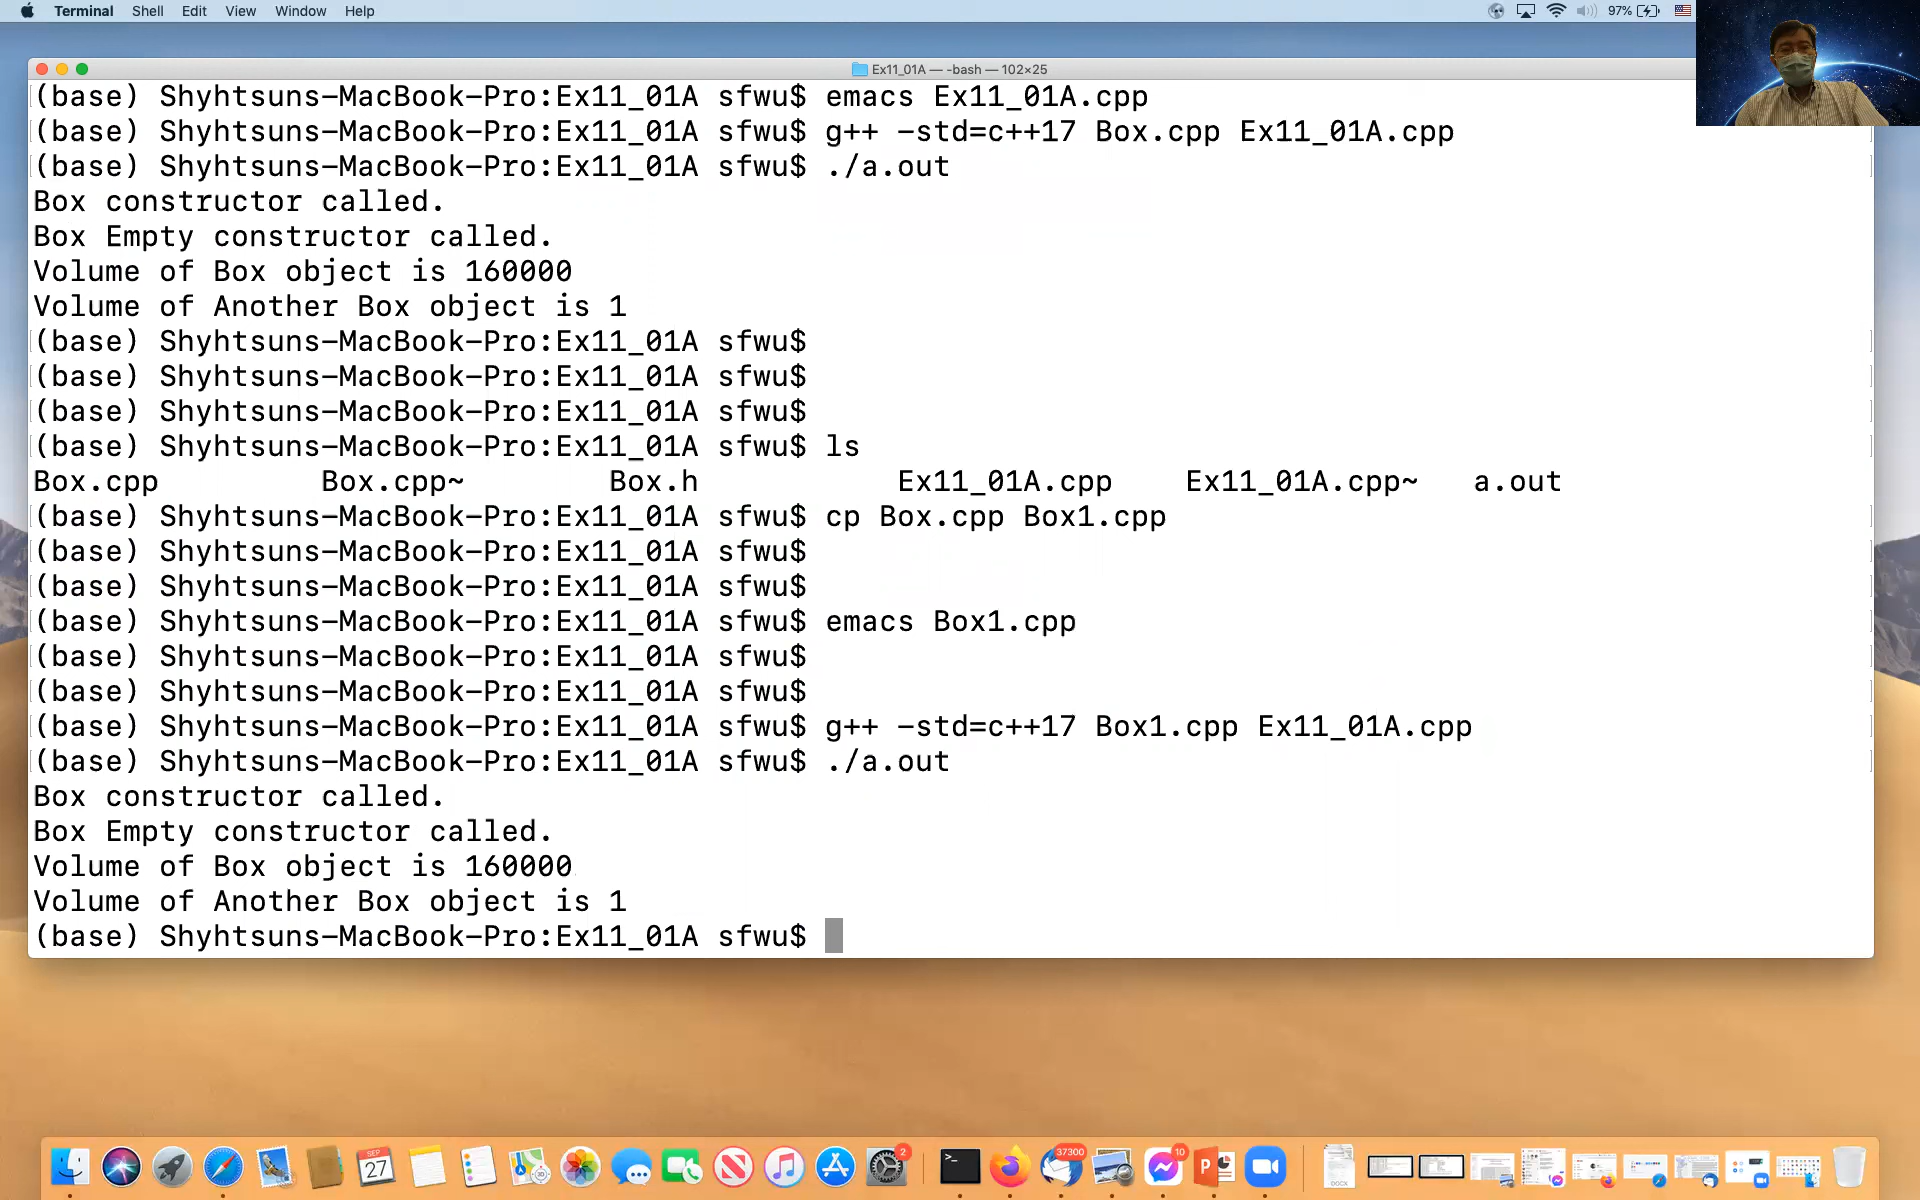 Terminal Shell Edit View Window Help 97%
Ex11_01A — -bash — 102×25
(base) Shyhtsuns-MacBook-Pro:Ex11_01A sfwu$ emacs Ex11_01A.cpp
(base) Shyhtsuns-MacBook-Pro:Ex11_01A sfwu$ g++ -std=c++17 Box.cpp Ex11_01A.cpp
(base) Shyhtsuns-MacBook-Pro:Ex11_01A sfwu$ ./a.out
Box constructor called.
Box Empty constructor called.
Volume of Box object is 160000
Volume of Another Box object is 1
(base) Shyhtsuns-MacBook-Pro:Ex11_01A sfwu$
(base) Shyhtsuns-MacBook-Pro:Ex11_01A sfwu$
(base) Shyhtsuns-MacBook-Pro:Ex11_01A sfwu$
(base) Shyhtsuns-MacBook-Pro:Ex11_01A sfwu$ ls
Box.cpp Box.cpp~ Box.h Ex11_01A.cpp Ex11_01A.cpp~ a.out
(base) Shyhtsuns-MacBook-Pro:Ex11_01A sfwu$ cp Box.cpp Box1.cpp
(base) Shyhtsuns-MacBook-Pro:Ex11_01A sfwu$
(base) Shyhtsuns-MacBook-Pro:Ex11_01A sfwu$
(base) Shyhtsuns-MacBook-Pro:Ex11_01A sfwu$ emacs Box1.cpp
(base) Shyhtsuns-MacBook-Pro:Ex11_01A sfwu$
(base) Shyhtsuns-MacBook-Pro:Ex11_01A sfwu$
(base) Shyhtsuns-MacBook-Pro:Ex11_01A sfwu$ g++ -std=c++17 Box1.cpp Ex11_01A.cpp
(base) Shyhtsuns-MacBook-Pro:Ex11_01A sfwu$ ./a.out
Box constructor called.
Box Empty constructor called.
Volume of Box object is 160000
Volume of Another Box object is 1
(base) Shyhtsuns-MacBook-Pro:Ex11_01A sfwu$
SEP 2 37300 10
27 >_ P DOCX